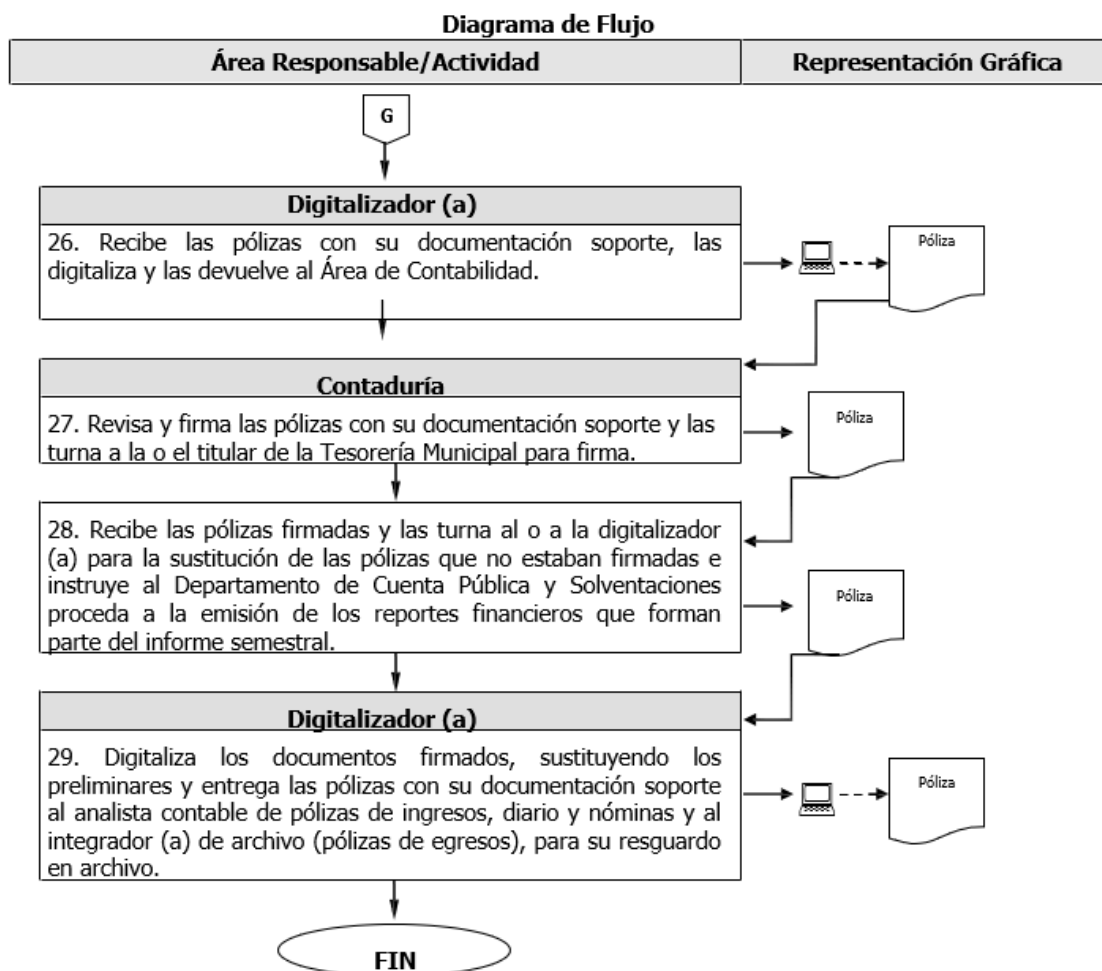 Diagrama de Flujo
Área Responsable/Actividad
Representación Gráfica
G
Digitalizador (a)
26. Recibe las pólizas con su documentación soporte, las
digitaliza y las devuelve al Área de Contabilidad.
Póliza
Contaduría
27. Revisa y firma las pólizas con su documentación soporte y las
turna a la o el titular de la Tesorería Municipal para firma.
Póliza
28. Recibe las pólizas firmadas y las turna al o a la digitalizador
(a) para la sustitución de las pólizas que no estaban firmadas e
instruye al Departamento de Cuenta Pública y Solventaciones
proceda a la emisión de los reportes financieros que forman
parte del informe semestral.
Póliza
Digitalizador (a)
29. Digitaliza los documentos firmados, sustituyendo los
preliminares y entrega las pólizas con su documentación soporte
al analista contable de pólizas de ingresos, diario y nóminas y al
integrador (a) de archivo (pólizas de egresos), para su resguardo
en archivo.
Póliza
FIN